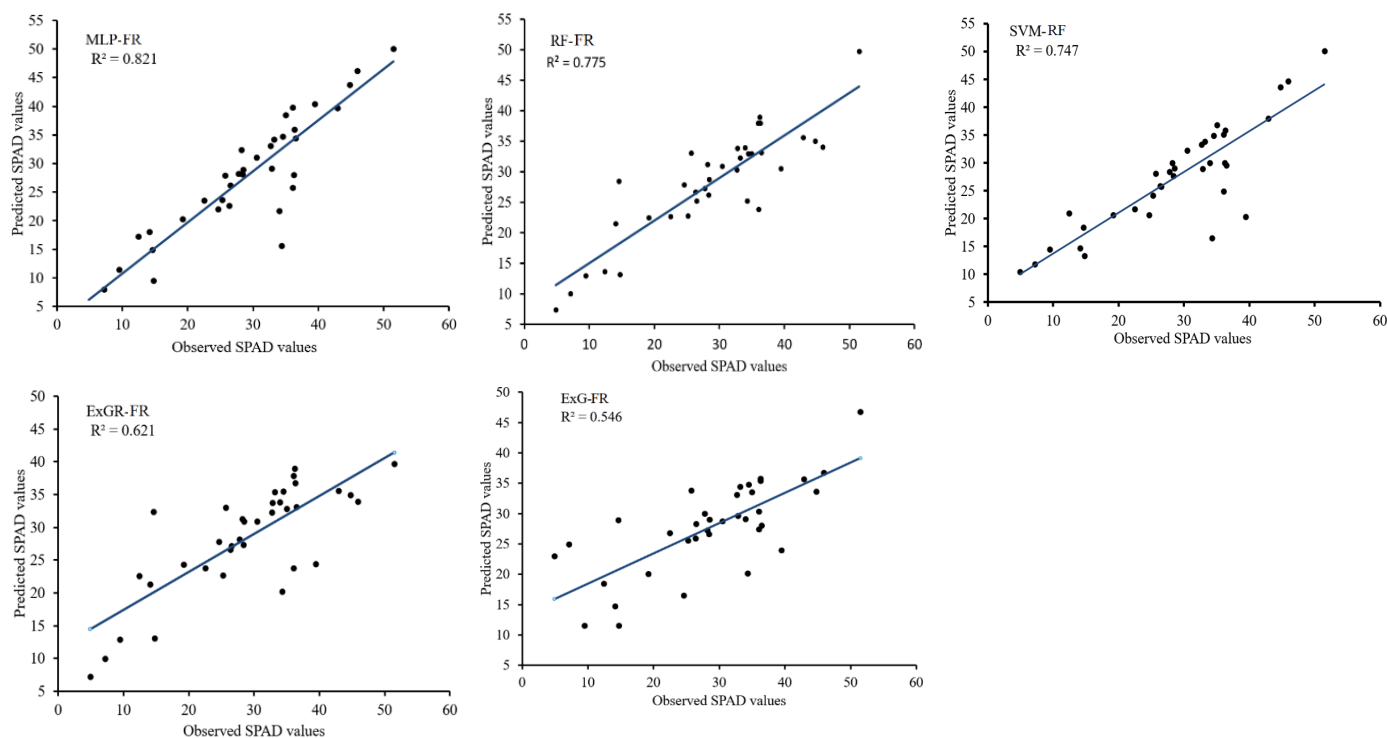 MLP-FR
R² = 0.821
Predicted SPAD values
55
50
45
40
35
30
25
20
15
10
5
0 10 20 30 40 50 60
Observed SPAD values
RF-FR
R² = 0.775
Predicted SPAD values
55
50
45
40
35
30
25
20
15
10
5
0 10 20 30 40 50 60
Observed SPAD values
SVM-RF
R² = 0.747
Predicted SPAD values
55
50
45
40
35
30
25
20
15
10
5
0 10 20 30 40 50 60
Observed SPAD values
ExGR-FR
R² = 0.621
Predicted SPAD values
50
45
40
35
30
25
20
15
10
5
0 10 20 30 40 50 60
Observed SPAD values
ExG-FR
R² = 0.546
Predicted SPAD values
50
45
40
35
30
25
20
15
10
5
0 10 20 30 40 50 60
Observed SPAD values